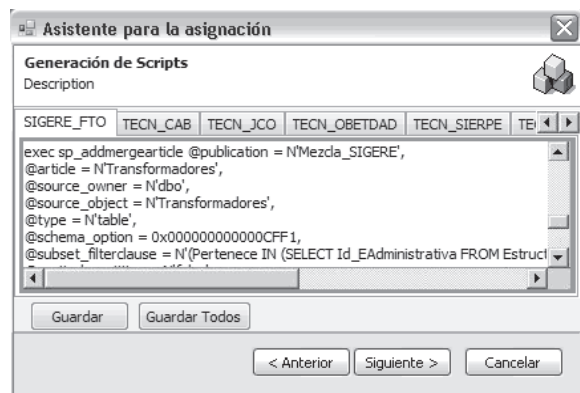 Asistente para la asignación
Generación de Scripts
Description
SIGERE_FTO TECN_CAB TECN_JCO TECN_OBETDAD TECN_SIERPE TE
exec sp_addmergearticle @publication = N'Mezcla_SIGERE',
@article = N'Transformadores',
@source_owner = N'dbo',
@source_object = N'Transformadores',
@type = N'table',
@schema_option = 0x000000000000CFF1,
@subset_filterclause = N'(Pertenece IN (SELECT Id_EAdministrativa FROM Estruct
Guardar Guardar Todos
< Anterior Siguiente > Cancelar